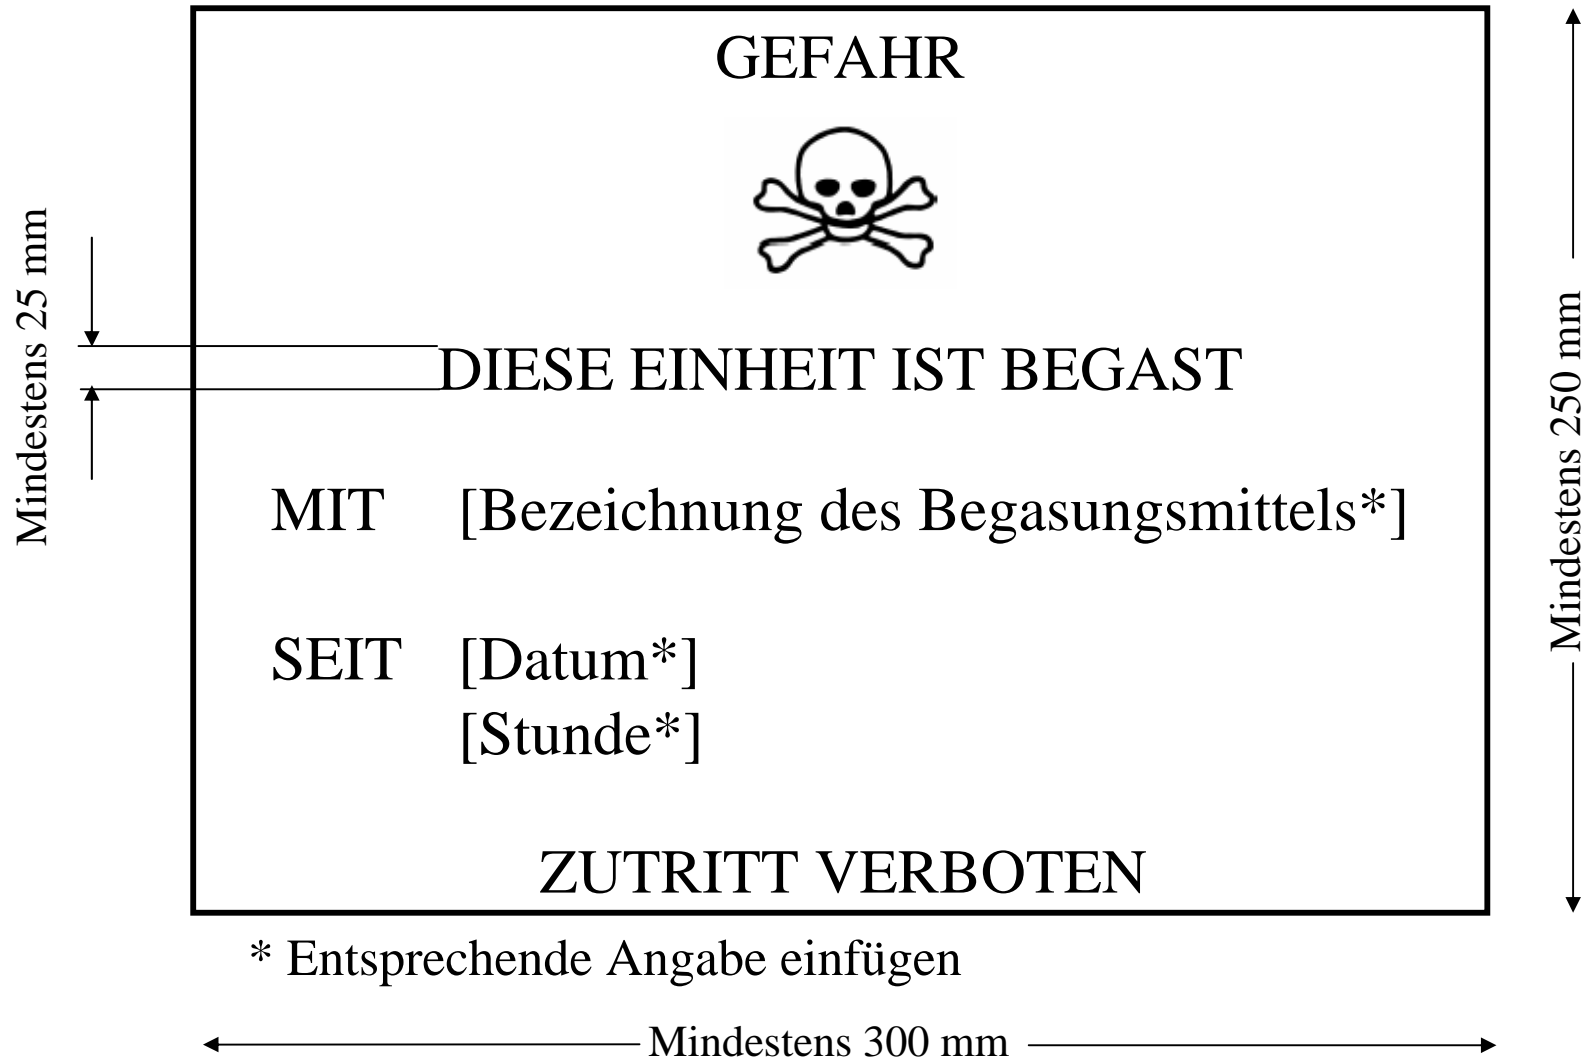 GEFAHR
Mindestens 25 mm
DIESE EINHEIT IST BEGAST
MIT [Bezeichnung des Begasungsmittels*]
SEIT [Datum*]
[Stunde*]
ZUTRITT VERBOTEN
Mindestens 250 mm
* Entsprechende Angabe einfügen
Mindestens 300 mm